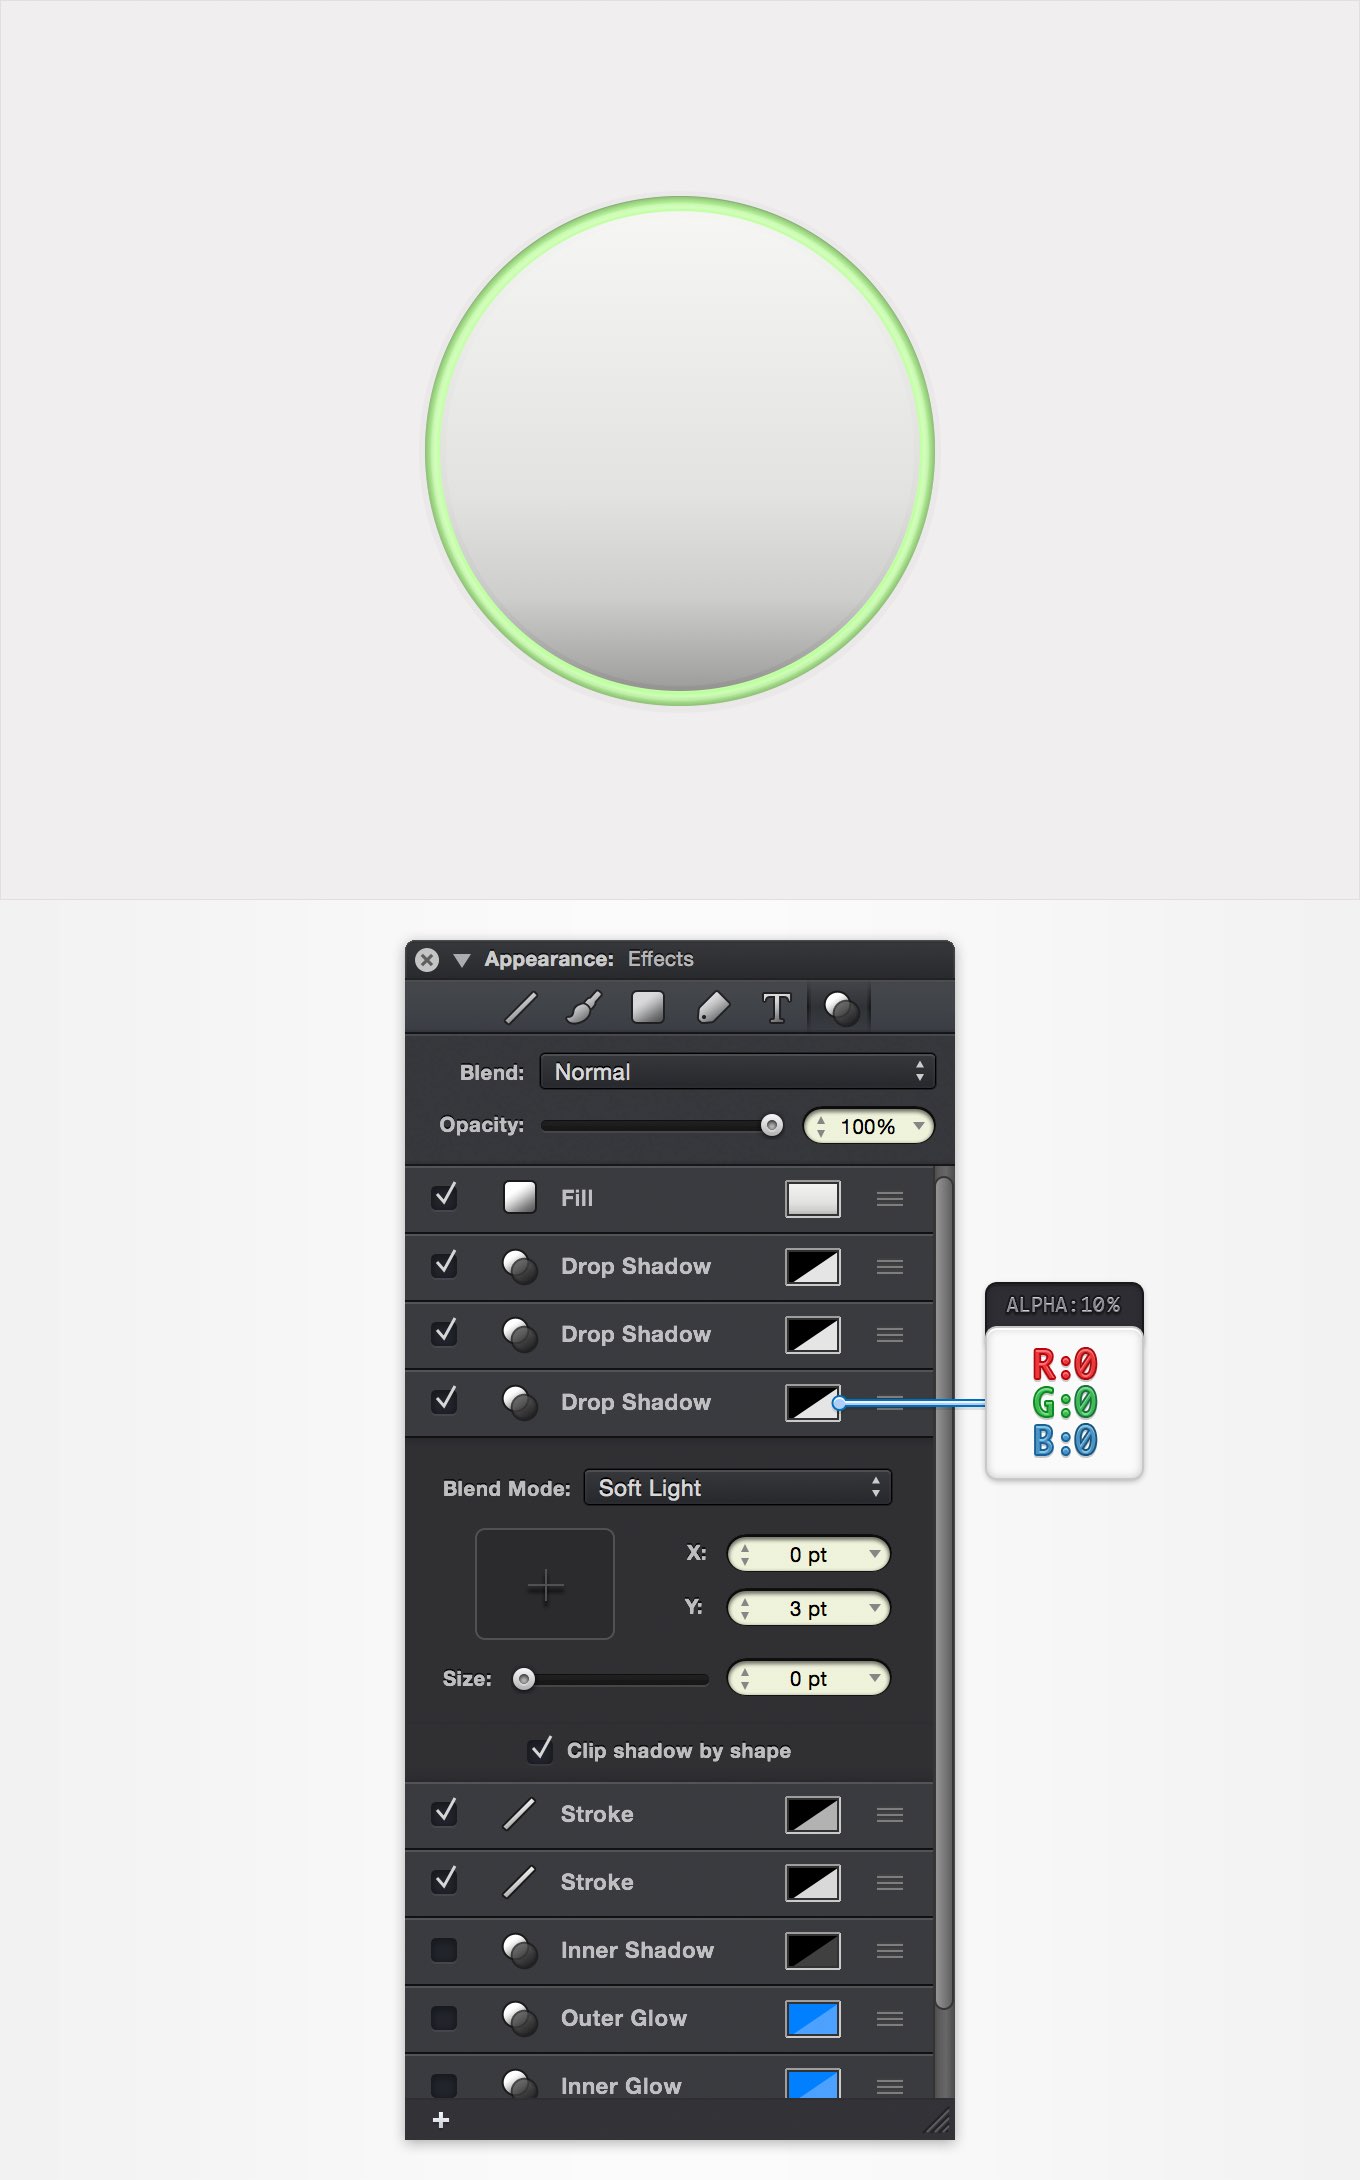 Appearance: Effects
T
Blend: Normal
Opacity: 100%
Fill
Drop Shadow
Drop Shadow
Drop Shadow
ALPHA:10%
R:0
G:0
B:0
Blend Mode: Soft Light
X: 0 pt
Y: 3 pt
Size: 0 pt
Clip shadow by shape
Stroke
Stroke
Inner Shadow
Outer Glow
Inner Glow